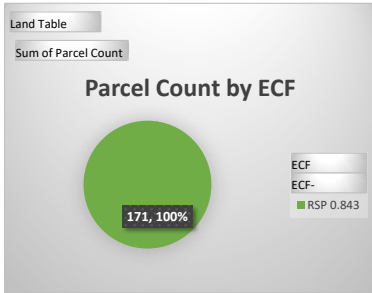 Land Table
Sum of Parcel Count
Parcel Count by ECF
171, 100%
ECF
ECF-
RSP 0.843